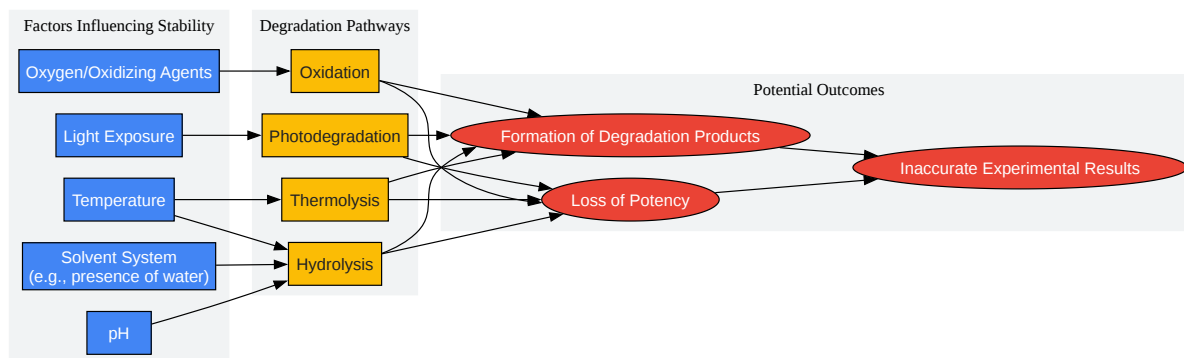 Factors Influencing Stability
Oxygen/Oxidizing Agents
Light Exposure
Temperature
Solvent System
(e.g., presence of water)
pH
Degradation Pathways
Oxidation
Photodegradation
Thermolysis
Hydrolysis
Potential Outcomes
Formation of Degradation Products
Loss of Potency
Inaccurate Experimental Results